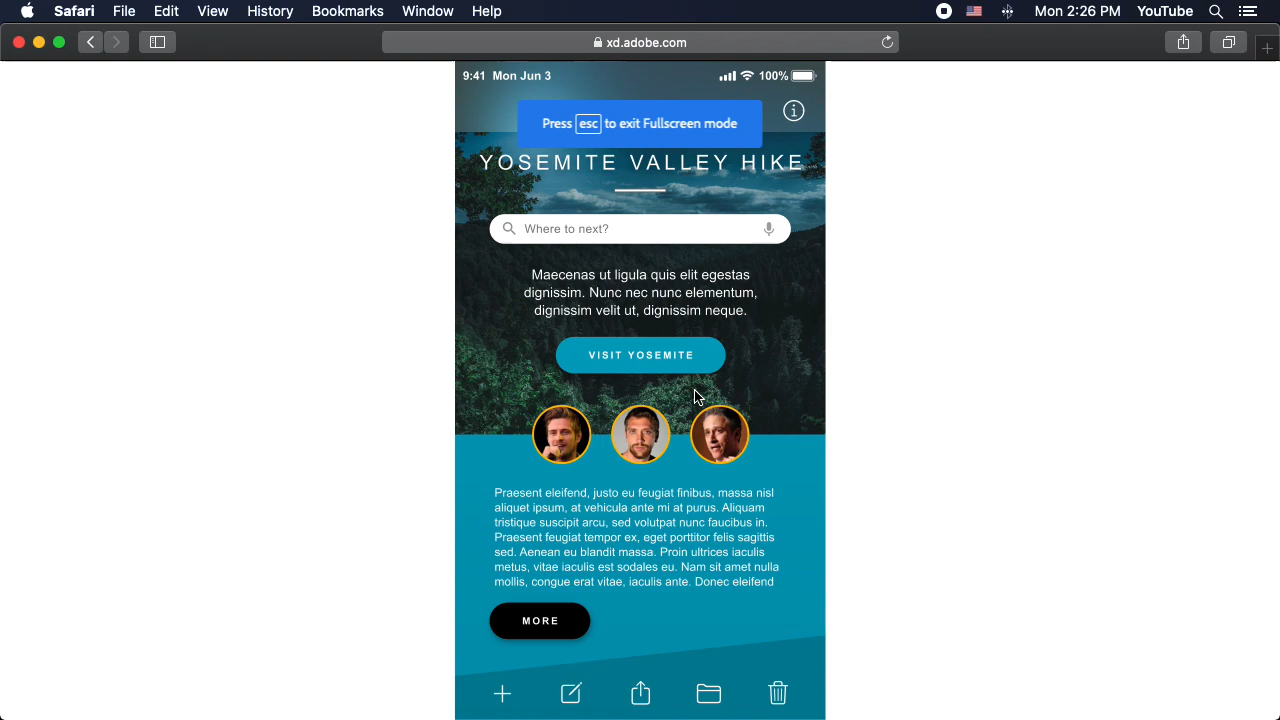 Safari File Edit View History Bookmarks Window Help Mon 2:26 PM YouTube
xd.adobe.com
9:41 Mon Jun 3 100%
Press esc to exit Fullscreen mode
YOSEMITE VALLEY HIKE
Where to next?
Maecenas ut ligula quis elit egestas
dignissim. Nunc nec nunc elementum,
dignissim velit ut, dignissim neque.
VISIT YOSEMITE
Praesent eleifend, justo eu feugiat finibus, massa nisl
aliquet ipsum, at vehicula ante mi at purus. Aliquam
tristique suscipit arcu, sed volutpat nunc faucibus in.
Praesent feugiat tempor ex, eget porttitor felis sagittis
sed. Aenean eu blandit massa. Proin ultrices iaculis
metus, vitae iaculis est sodales eu. Nam sit amet nulla
mollis, congue erat vitae, iaculis ante. Donec eleifend
MORE